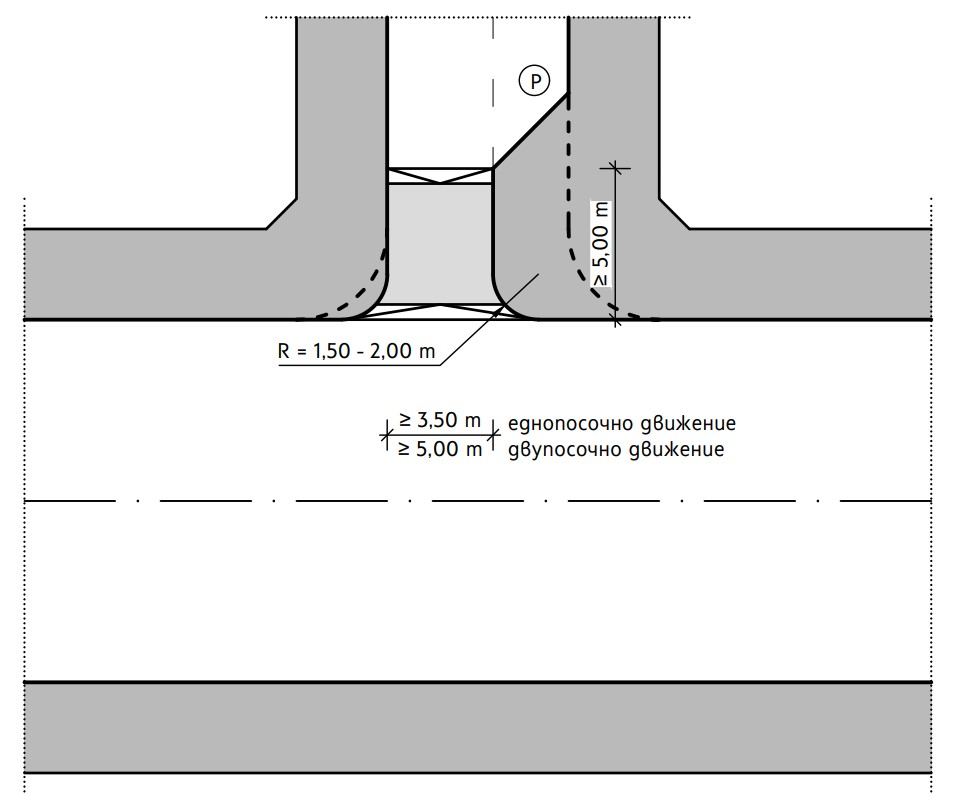 P
≥ 5,00 m
R = 1,50 - 2,00 m
≥ 3,50 m еднопосочно движение
≥ 5,00 m двупосочно движение